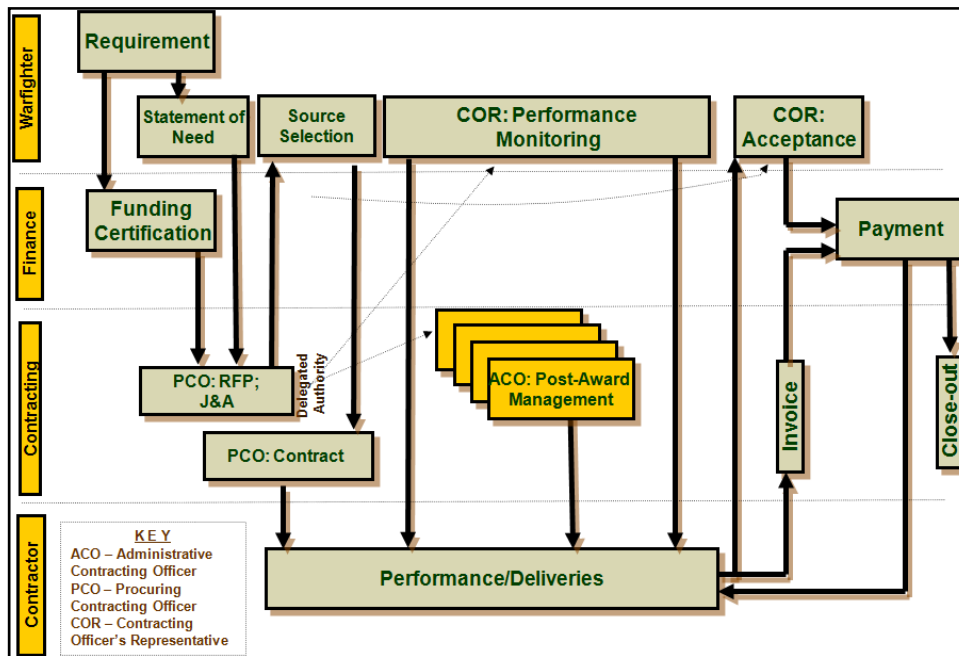 Warfighter
Requirement
Statement of
Need
Source
Selection
COR: Performance
Monitoring
COR:
Acceptance
Finance
Funding
Certification
Payment
Contracting
PCO: RFP;
J&A
Delegated
Authority
ACO: Post-Award
Management
PCO: Contract
Invoice
Close-out
Contractor
K E Y
ACO – Administrative
Contracting Officer
PCO – Procuring
Contracting Officer
COR – Contracting
Officer's Representative
Performance/Deliveries